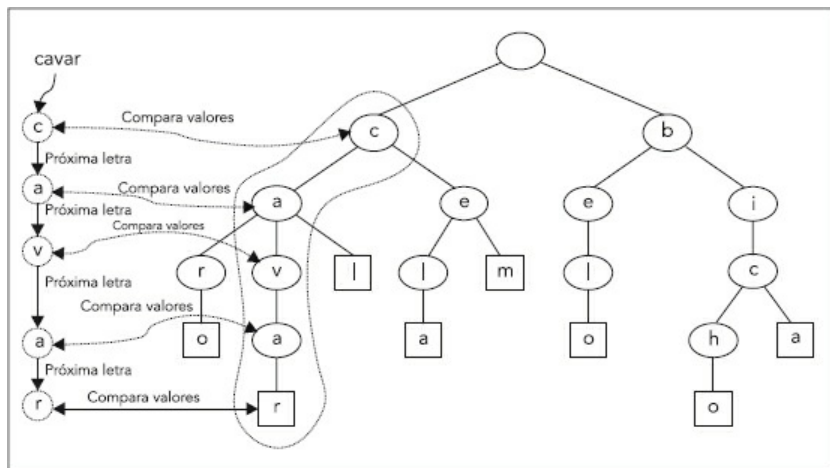 cavar
Compara valores
c c b
Próxima letra
Compara valores
a a e e i
Próxima letra
Compara valores
v r v l l m l c
Próxima letra
Compara valores
a o a a o h a
Próxima letra
Compara valores
r r o